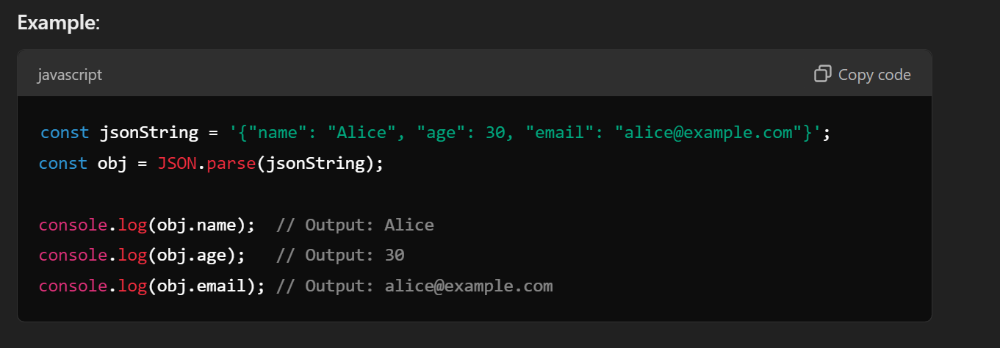 Example:
javascript
Copy code
const jsonString = '{"name": "Alice", "age": 30, "email": "alice@example.com"}';
const obj = JSON.parse(jsonString);
console.log(obj.name);  // Output: Alice
console.log(obj.age);   // Output: 30
console.log(obj.email); // Output: alice@example.com